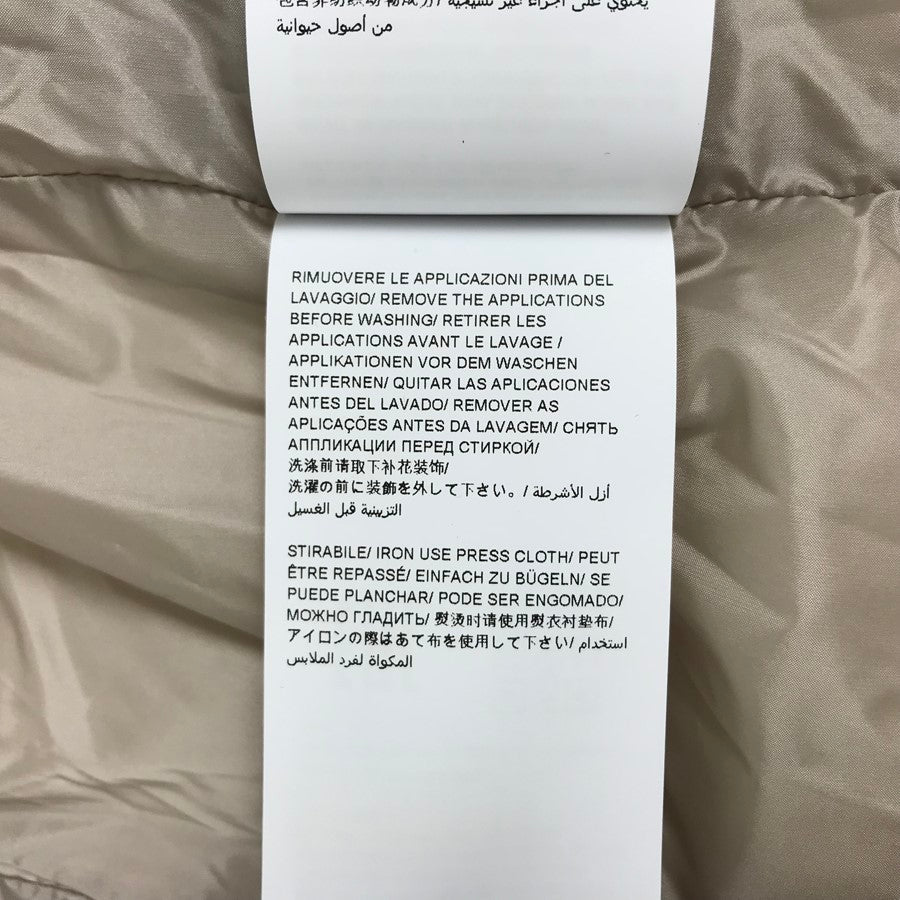 من أصول حيوانية
RIMUOVERE LE APPLICAZIONI PRIMA DEL
LAVAGGIO/ REMOVE THE APPLICATIONS
BEFORE WASHING/ RETIRER LES
APPLICATIONS AVANT LE LAVAGE /
APPLIKATIONEN VOR DEM WASCHEN
ENTFERNEN/ QUITAR LAS APLICACIONES
ANTES DEL LAVADO/ REMOVER AS
APLICAÇÕES ANTES DA LAVAGEM/ СНЯТЬ
АППЛИКАЦИИ ПЕРЕД СТИРКОЙ/
洗涤前请取下补花装饰/
洗濯の前に装飾を外して下さい。/ أزل الأشرطة
التزيينية قبل الغسيل
STIRABILE/ IRON USE PRESS CLOTH/ PEUT
ÊTRE REPASSÉ/ EINFACH ZU BÜGELN/ SE
PUEDE PLANCHAR/ PODE SER ENGOMADO/
МОЖНО ГЛАДИТЬ/ 熨烫时请使用熨衣衬垫布/
アイロンの際はあて布を使用して下さい/ استخدام
المكواة لفرد الملابس